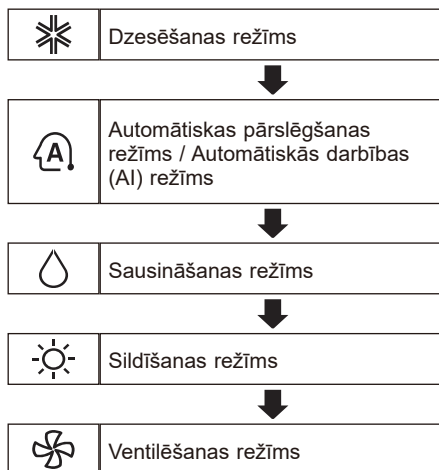 Dzesēšanas režīms
A
Automātiskas pārslēgšanas
režīms / Automātiskās darbības
(AI) režīms
Sausināšanas režīms
Sildīšanas režīms
Ventilēšanas režīms